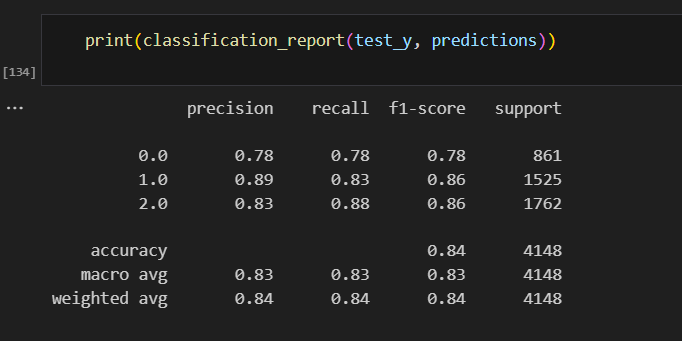 print(classification_report(test_y, predictions))
[134]
...
precision recall f1-score support
0.0 0.78 0.78 0.78 861
1.0 0.89 0.83 0.86 1525
2.0 0.83 0.88 0.86 1762
accuracy 0.84 4148
macro avg 0.83 0.83 0.83 4148
weighted avg 0.84 0.84 0.84 4148